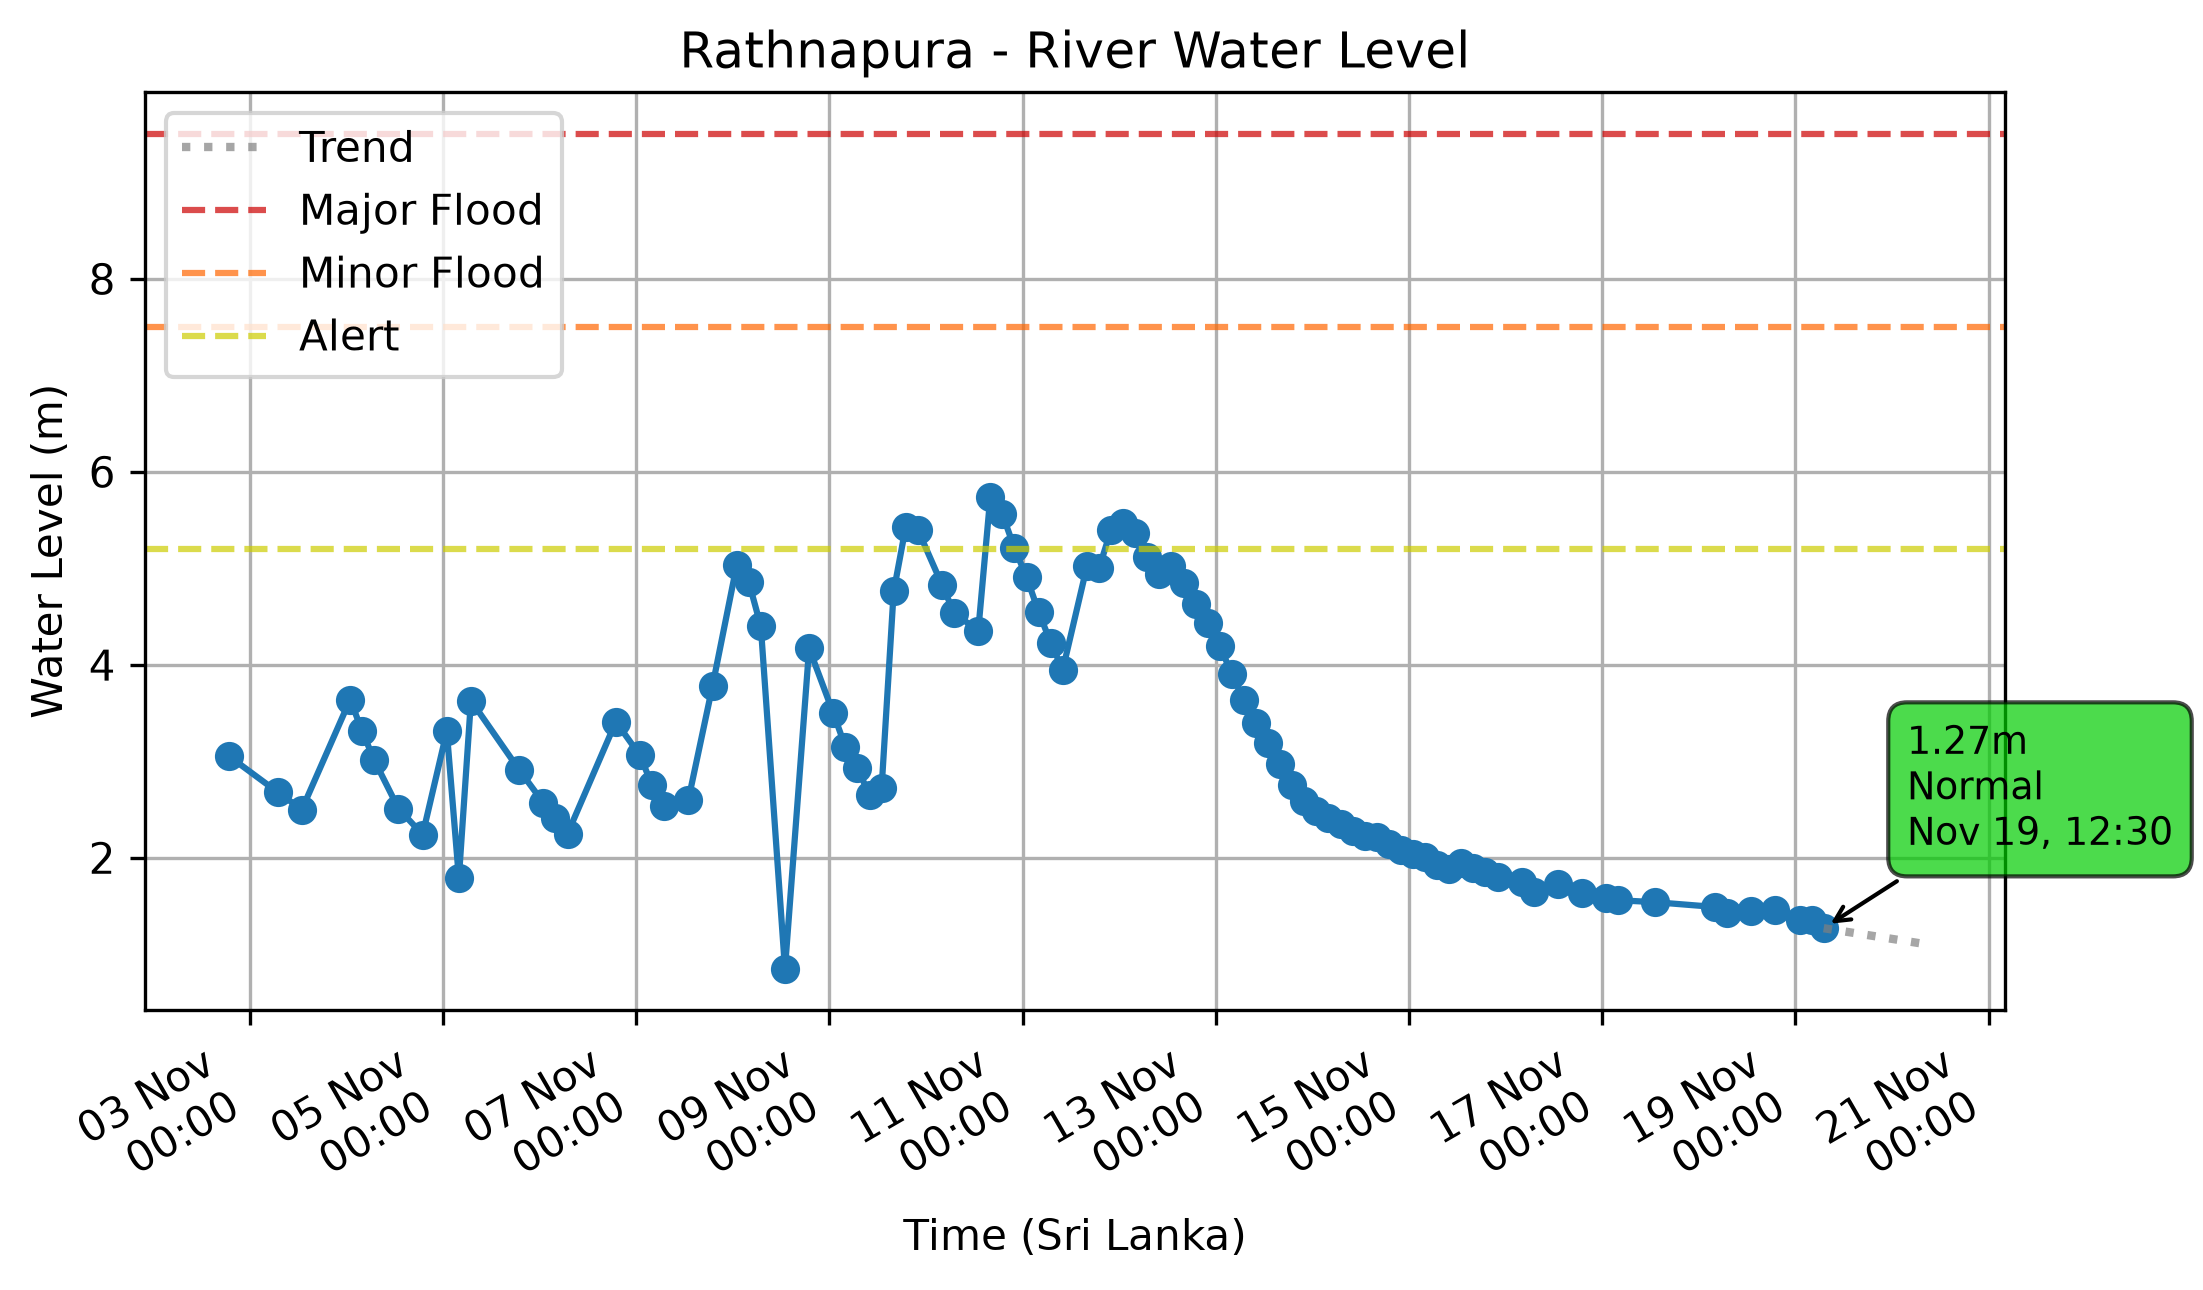 Rathnapura - River Water Level
Trend
Major Flood
Minor Flood
Alert
8
6
4
2
Water Level (m)
1.27m
Normal
Nov 19, 12:30
03 Nov
00:00
05 Nov
00:00
07 Nov
00:00
09 Nov
00:00
11 Nov
00:00
13 Nov
00:00
15 Nov
00:00
17 Nov
00:00
19 Nov
00:00
21 Nov
00:00
Time (Sri Lanka)